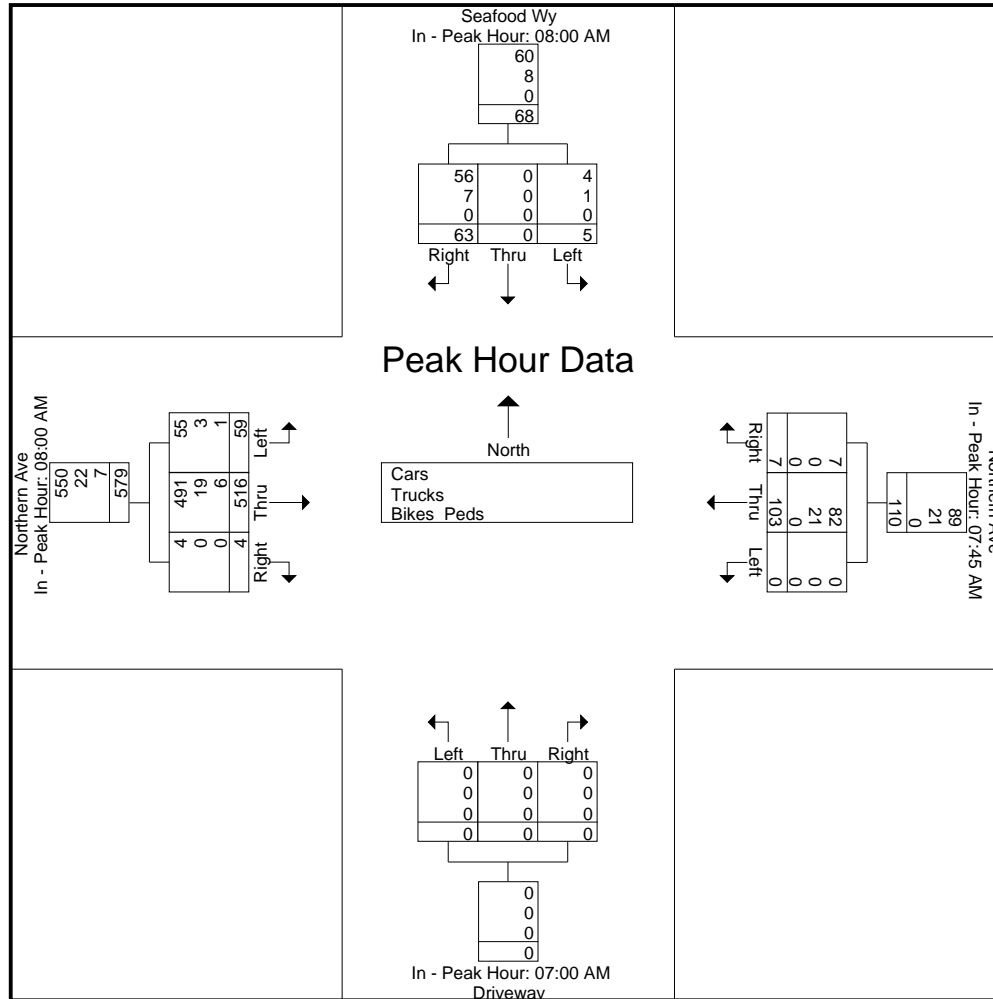 Seafood Wy
In - Peak Hour: 08:00 AM
60
8
0
68
56 0 4
7 0 1
0 0 0
63 0 5
Right Thru Left
Peak Hour Data
North
Cars
Trucks
Bikes Peds
Northern Ave
In - Peak Hour: 08:00 AM
550
22
7
579
55 3 1 59
Left
491 19 6 516
Thru
4 0 0 4
Right
Right
7 0 0 7
Thru
103 0 21 82
Left
0 0 0 0
89
21
0
110
Northern Ave
In - Peak Hour: 07:45 AM
Left Thru Right
0 0 0
0 0 0
0 0 0
0 0 0
0
0
0
0
In - Peak Hour: 07:00 AM
Driveway